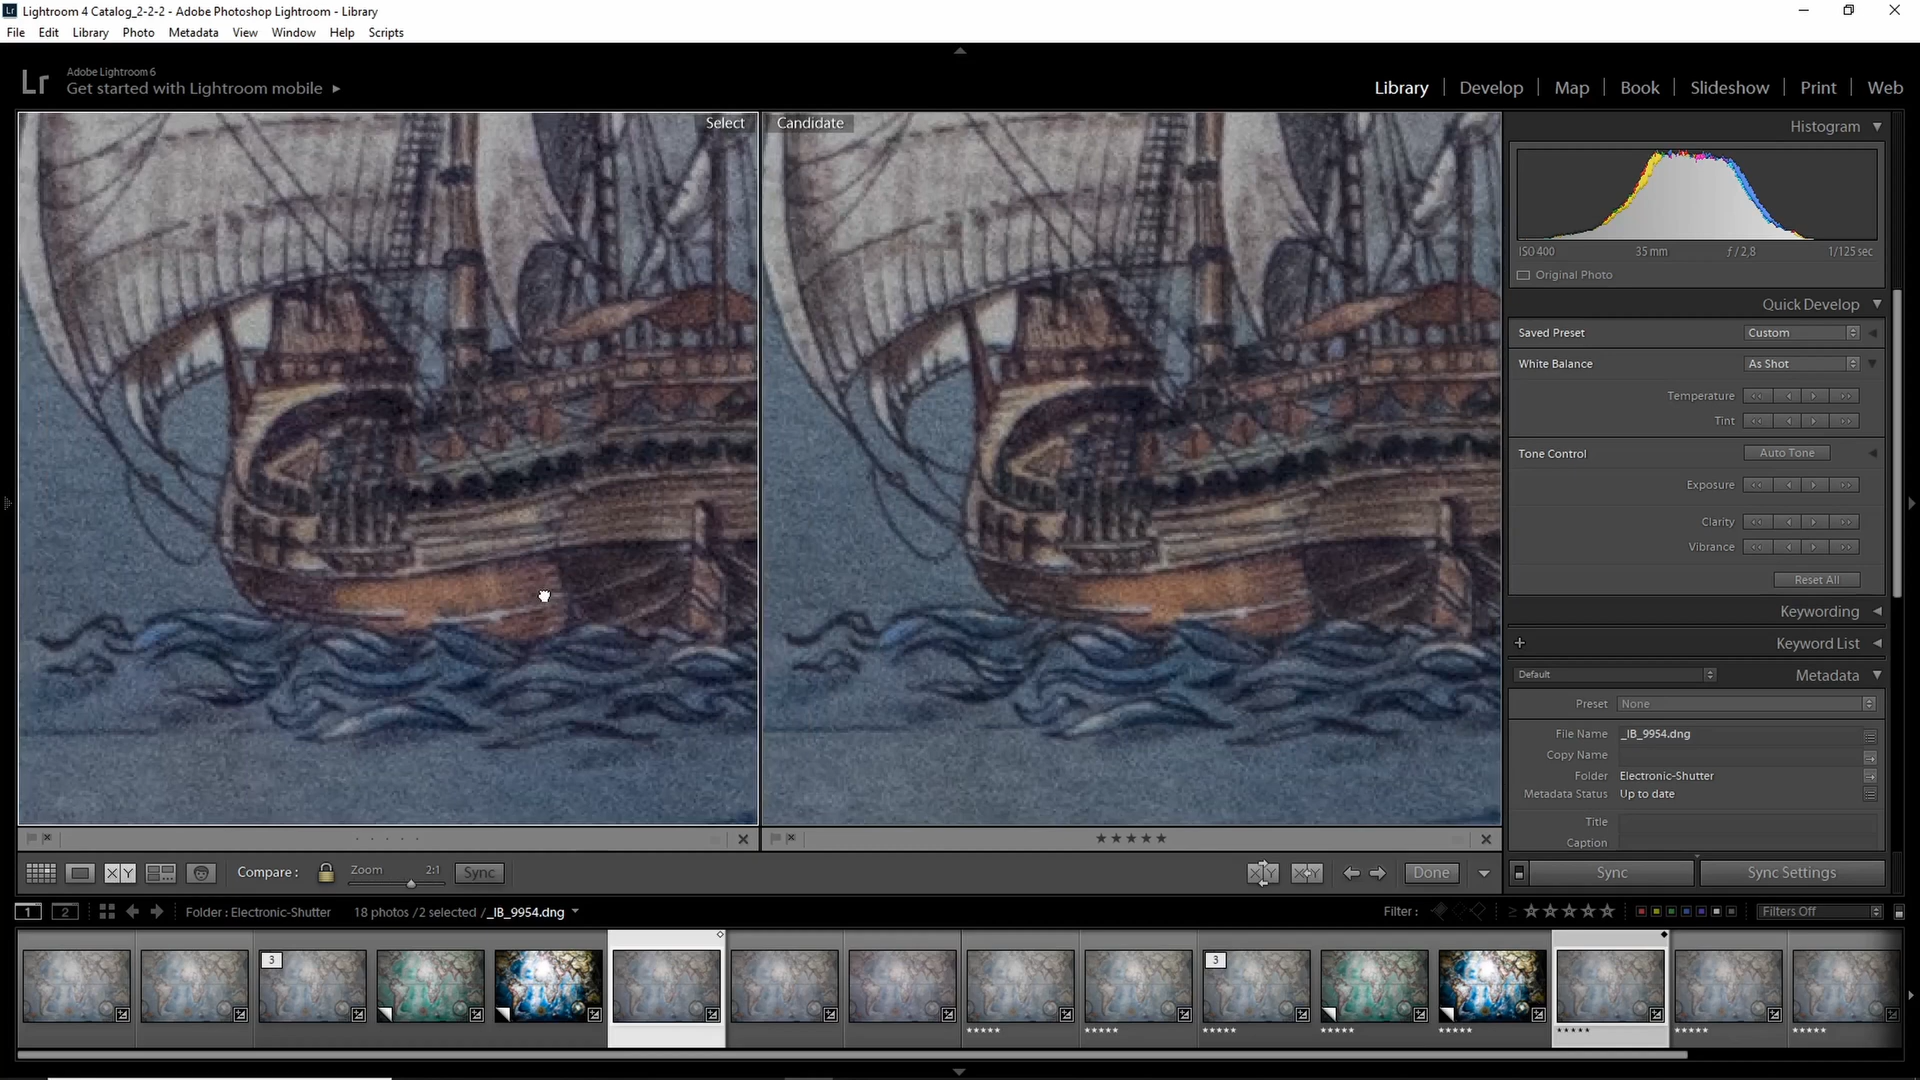 Lightroom 4 Catalog_2-2-2 - Adobe Photoshop Lightroom - Library
File Edit Library Photo Metadata View Window Help Scripts
Lr
Adobe Lightroom 6
Get started with Lightroom mobile
Library | Develop | Map | Book | Slideshow | Print | Web
Select
Candidate
Histogram
ISO 400 35 mm ƒ / 2,8 1/125 sec
Original Photo
Quick Develop
Saved Preset Custom
White Balance As Shot
Temperature
Tint
Tone Control Auto Tone
Exposure
Clarity
Vibrance
Reset All
Keywording
Keyword List
Default Metadata
Preset None
File Name _IB_9954.dng
Copy Name
Folder Electronic-Shutter
Metadata Status Up to date
Title
Caption
X Y Compare : Zoom 2:1 Sync
X Y X Y Done
Sync Sync Settings
1 2 Folder : Electronic-Shutter 18 photos /2 selected /_IB_9954.dng
Filter : Filters Off
3
3